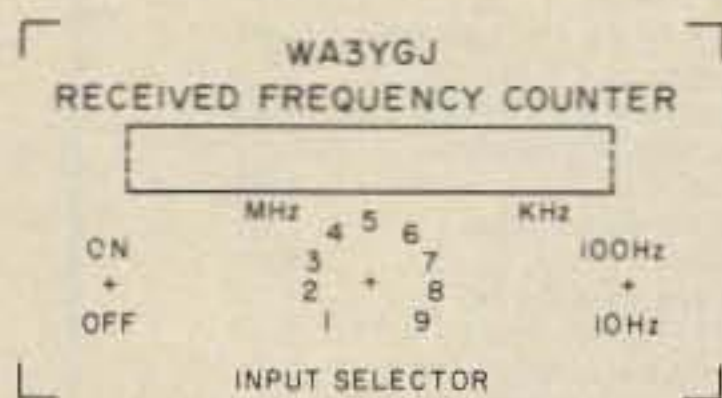 WA3YGJ
RECEIVED FREQUENCY COUNTER
MHz KHz
4 5 6
ON 3 7 100Hz
+ 2 + 8 +
OFF 1 9 10Hz
INPUT SELECTOR